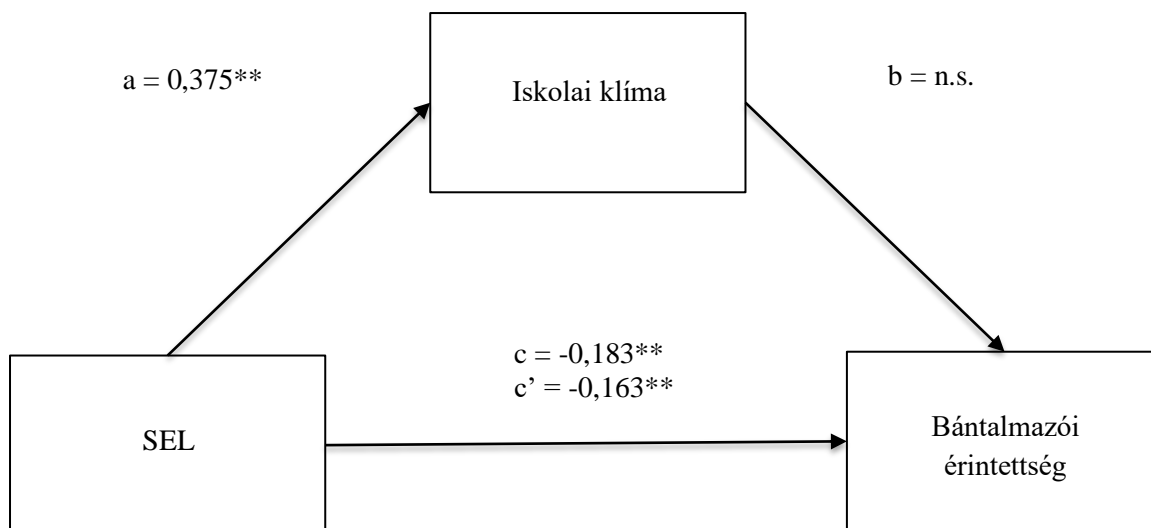 a = 0,375**
Iskolai klíma
b = n.s.
c = -0,183**
c’ = -0,163**
SEL
Bántalmazói
érintettség